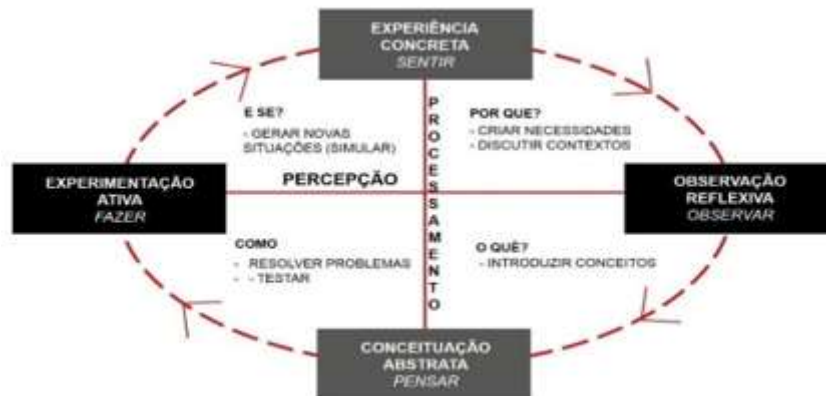 EXPERIÊNCIA
CONCRETA
SENTIR
E SE?
- GERAR NOVAS
SITUAÇÕES (SIMULAR)
POR QUE?
- CRIAR NECESSIDADES
- DISCUTIR CONTEXTOS
PROCESSAMENTO
EXPERIMENTAÇÃO
ATIVA
FAZER
PERCEPÇÃO
OBSERVAÇÃO
REFLEXIVA
OBSERVAR
COMO
- RESOLVER PROBLEMAS
- - TESTAR
O QUÊ?
- INTRODUZIR CONCEITOS
CONCEITUAÇÃO
ABSTRATA
PENSAR